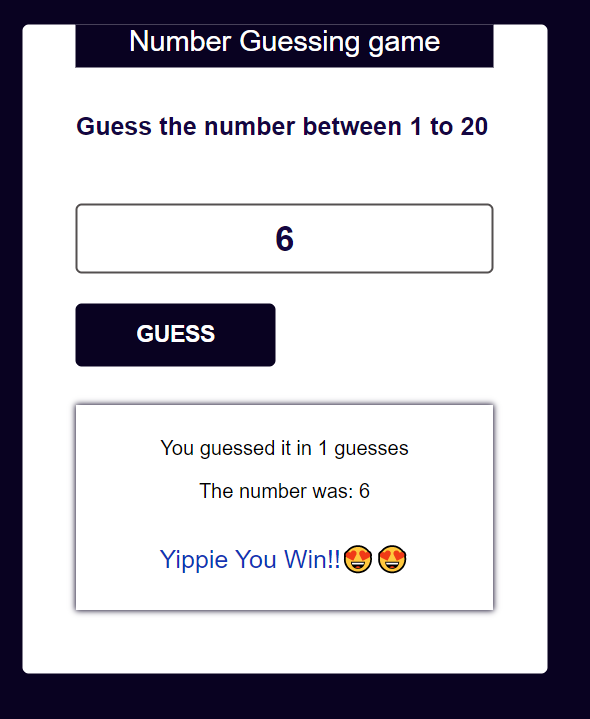 Number Guessing game
Guess the number between 1 to 20
6
GUESS
You guessed it in 1 guesses
The number was: 6
Yippie You Win!!😍😍